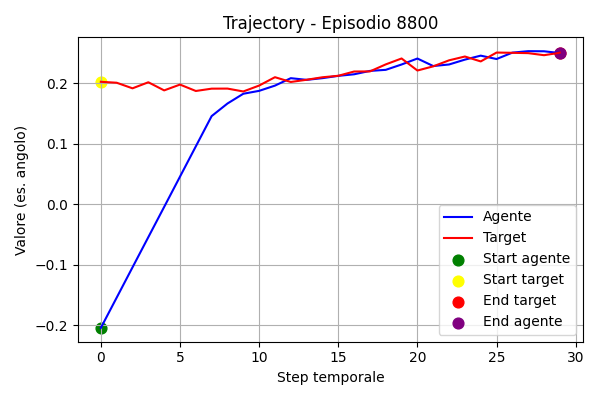 Trajectory - Episodio 8800
Valore (es. angolo)
0.2
0.1
0.0
−0.1
−0.2
0
5
10
15
20
25
30
Step temporale
Agente
Target
Start agente
Start target
End target
End agente